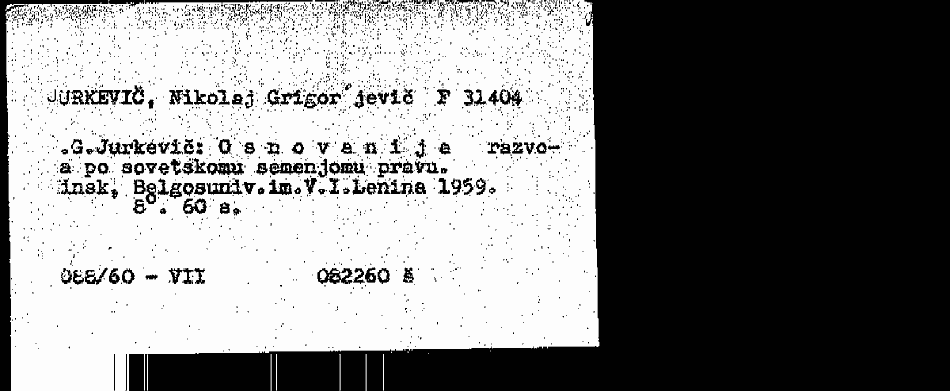 JURKEVIČ, Nikolaj Grigor´jevič F 31404
.G.Jurkevič: O s n o v a n i j a razvo-
a po sovetskomu semenjomu pravu.
insk, Belgosuniv.im.V.I.Lenina 1959.
8°. 60 s.
088/60 - VII 082260 š